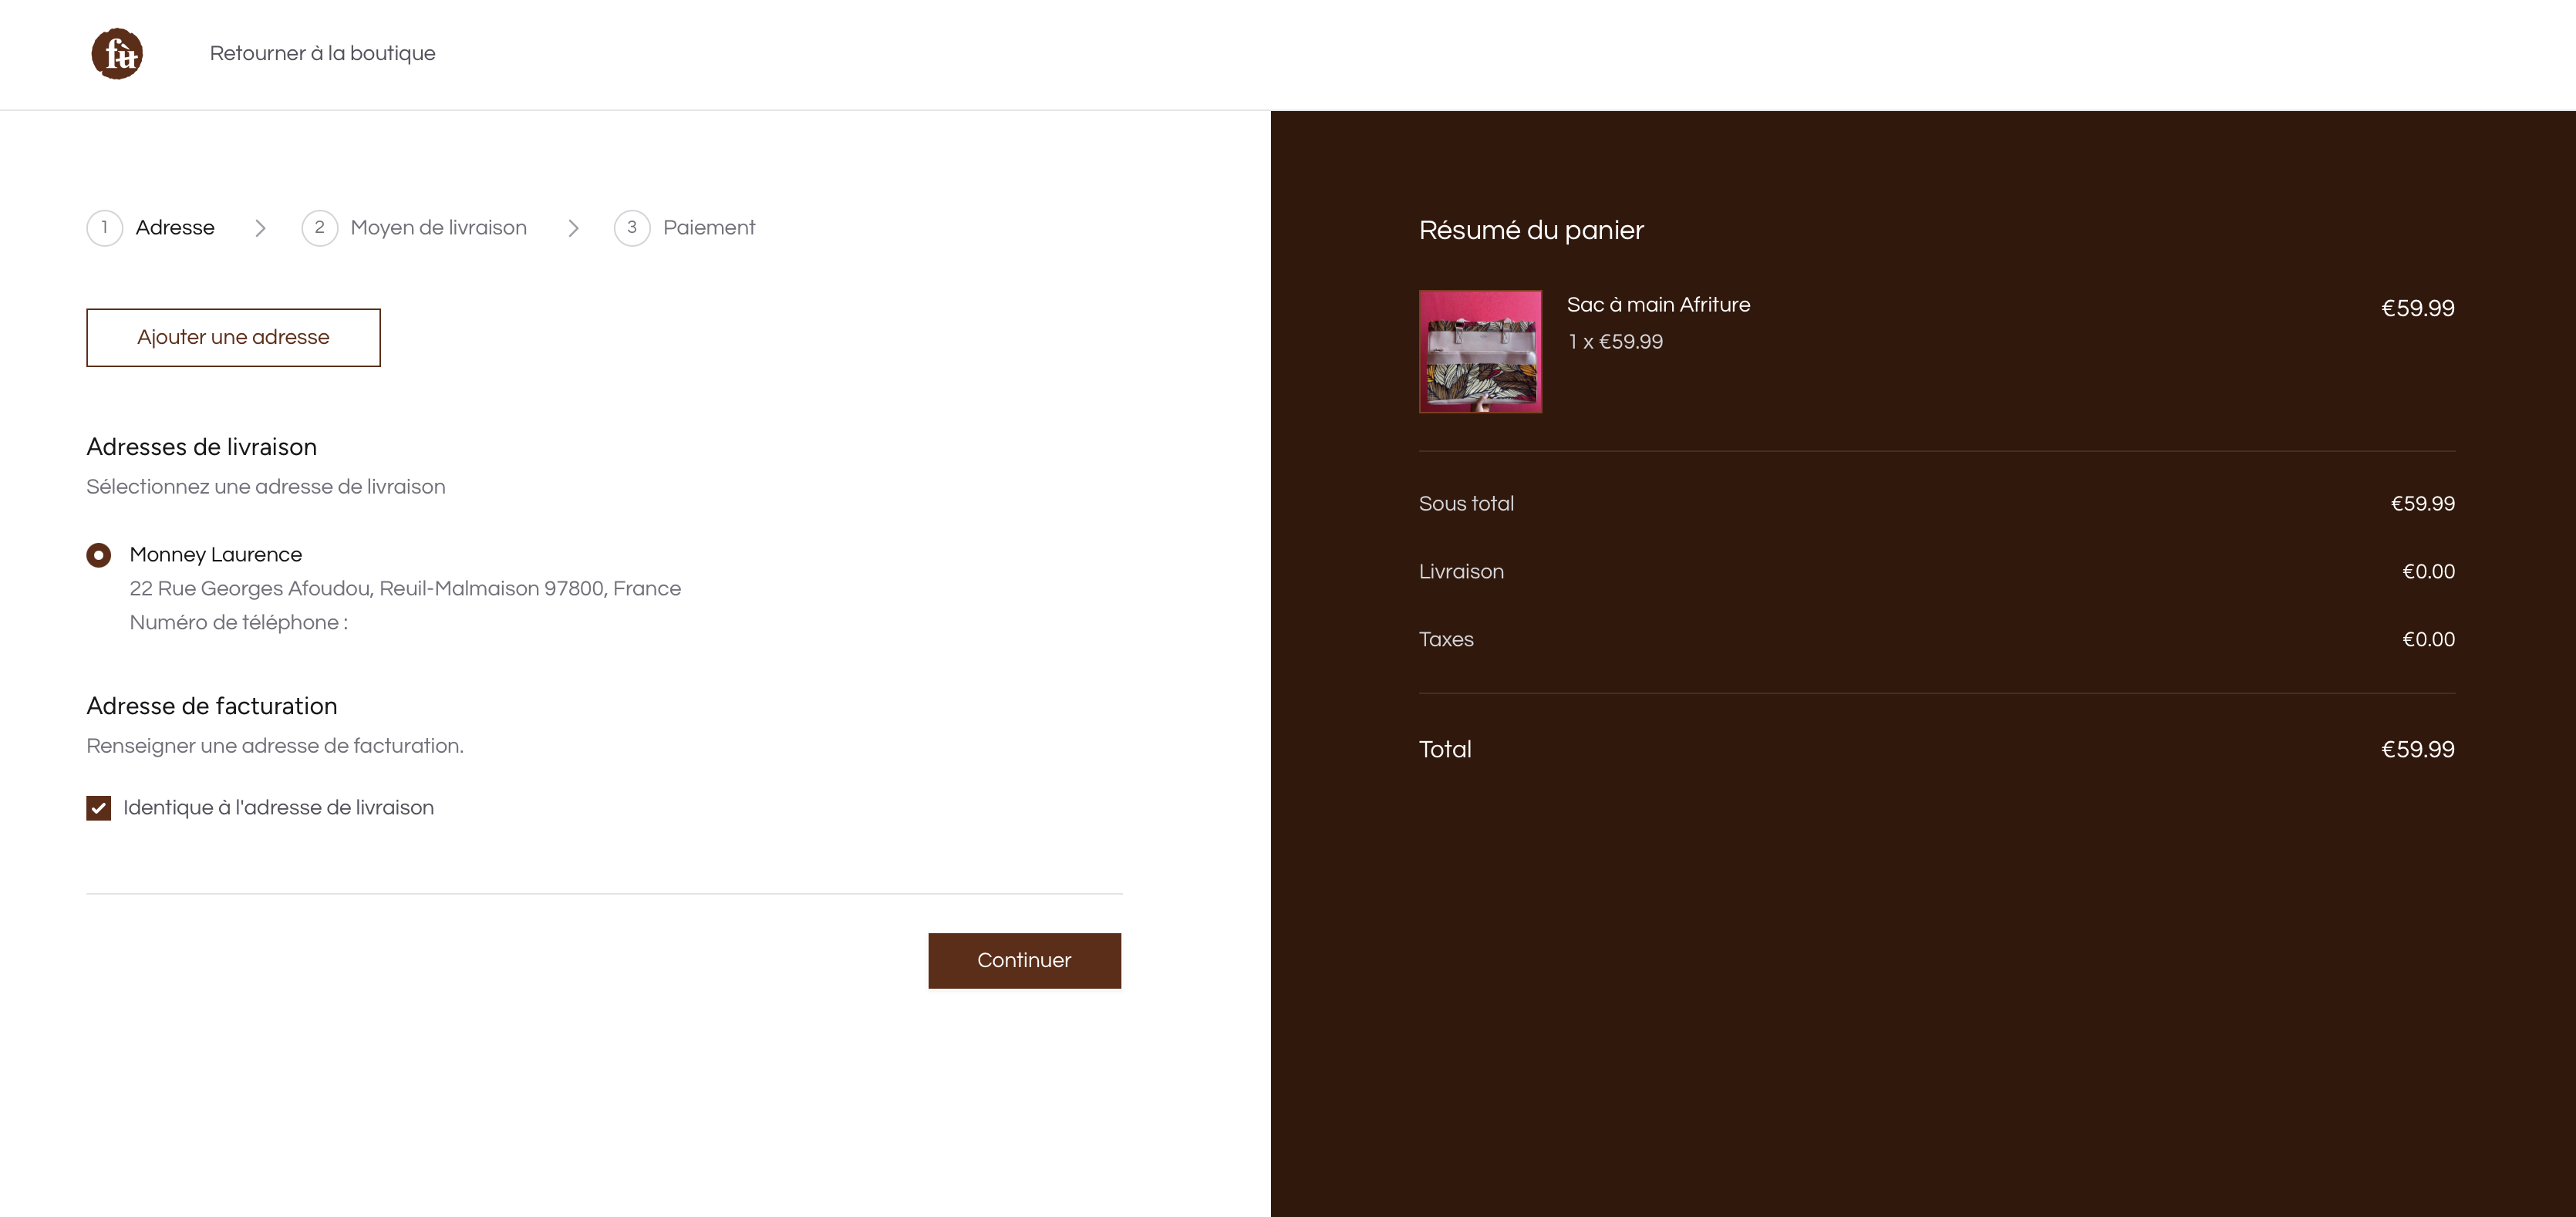 fù
Retourner à la boutique
1 Adresse
2 Moyen de livraison
3 Paiement
Ajouter une adresse
Adresses de livraison
Sélectionnez une adresse de livraison
Monney Laurence
22 Rue Georges Afoudou, Reuil-Malmaison 97800, France
Numéro de téléphone :
Adresse de facturation
Renseigner une adresse de facturation.
Identique à l'adresse de livraison
Continuer
Résumé du panier
Sac à main Afriture €59.99
1 x €59.99
Sous total €59.99
Livraison €0.00
Taxes €0.00
Total €59.99